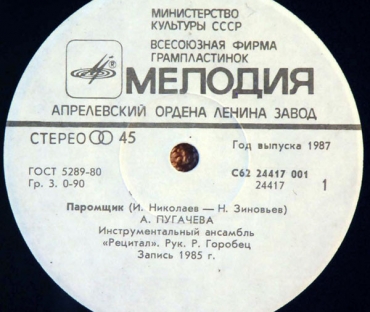 МИНИСТЕРСТВО
КУЛЬТУРЫ СССР
ВСЕСОЮЗНАЯ ФИРМА
ГРАМПЛАСТИНОК
МЕЛОДИЯ
АПРЕЛЕВСКИЙ ОРДЕНА ЛЕНИНА ЗАВОД
СТЕРЕО 45
Год выпуска 1987
ГОСТ 5289-80
С62 24417 001
Гр. 3. 0-90
24417 1
Паромщик (И. Николаев — Н. Зиновьев)
А. ПУГАЧЕВА
Инструментальный ансамбль
«Рецитал». Рук. Р. Горобец
Запись 1985 г.